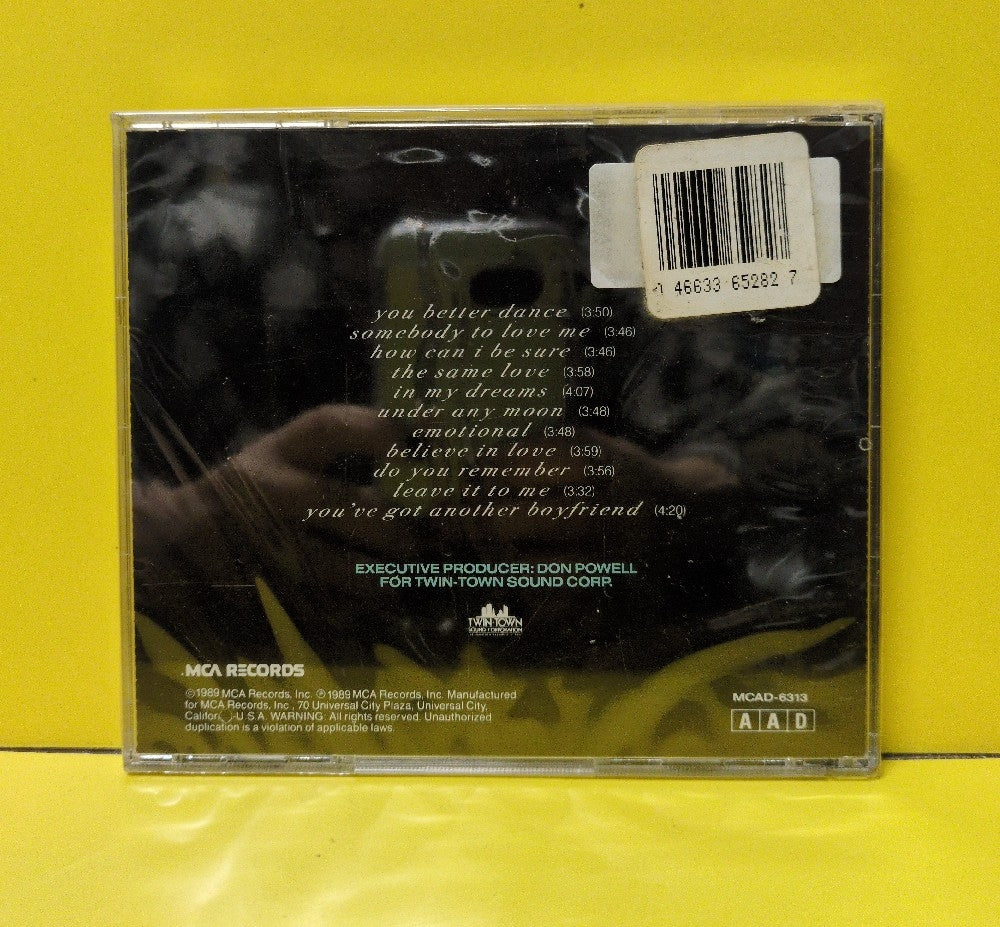 1 46633 65282 7
you better dance (3:50)
somebody to love me (3:46)
how can i be sure (3:46)
the same love (3:58)
in my dreams (4:07)
under any moon (3:48)
emotional (3:48)
believe in love (3:59)
do you remember (3:56)
leave it to me (3:32)
you've got another boyfriend (4:20)
EXECUTIVE PRODUCER: DON POWELL
FOR TWIN-TOWN SOUND CORP.
TWIN·TOWN
SOUND CORPORATION
MCA RECORDS
©1989 MCA Records, Inc. ℗1989 MCA Records, Inc. Manufactured
for MCA Records, Inc., 70 Universal City Plaza, Universal City,
U.S.A. WARNING: All rights reserved. Unauthorized
duplication is a violation of applicable laws.
MCAD-6313
A A D